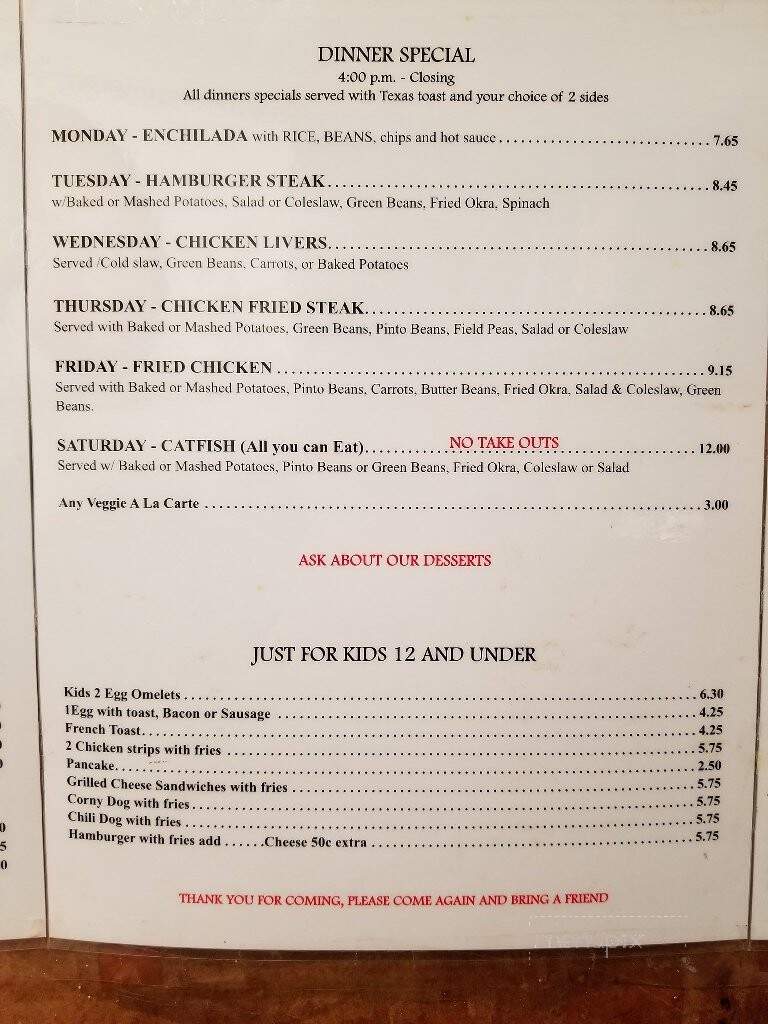 DINNER SPECIAL
4:00 p.m. - Closing
All dinners specials served with Texas toast and your choice of 2 sides
MONDAY - ENCHILADA with RICE, BEANS, chips and hot sauce 7.65
TUESDAY - HAMBURGER STEAK 8.45
w/Baked or Mashed Potatoes, Salad or Coleslaw, Green Beans, Fried Okra, Spinach
WEDNESDAY - CHICKEN LIVERS 8.65
Served /Cold slaw, Green Beans, Carrots, or Baked Potatoes
THURSDAY - CHICKEN FRIED STEAK 8.65
Served with Baked or Mashed Potatoes, Green Beans, Pinto Beans, Field Peas, Salad or Coleslaw
FRIDAY - FRIED CHICKEN 9.15
Served with Baked or Mashed Potatoes, Pinto Beans, Carrots, Butter Beans, Fried Okra, Salad & Coleslaw, Green
Beans.
SATURDAY - CATFISH (All you can Eat) NO TAKE OUTS 12.00
Served w/ Baked or Mashed Potatoes, Pinto Beans or Green Beans, Fried Okra, Coleslaw or Salad
Any Veggie A La Carte 3.00
ASK ABOUT OUR DESSERTS
JUST FOR KIDS 12 AND UNDER
Kids 2 Egg Omelets 6.30
1Egg with toast, Bacon or Sausage 4.25
French Toast 4.25
2 Chicken strips with fries 5.75
Pancake 2.50
Grilled Cheese Sandwiches with fries 5.75
Corny Dog with fries 5.75
Chili Dog with fries 5.75
Hamburger with fries add ......Cheese 50c extra 5.75
THANK YOU FOR COMING, PLEASE COME AGAIN AND BRING A FRIEND